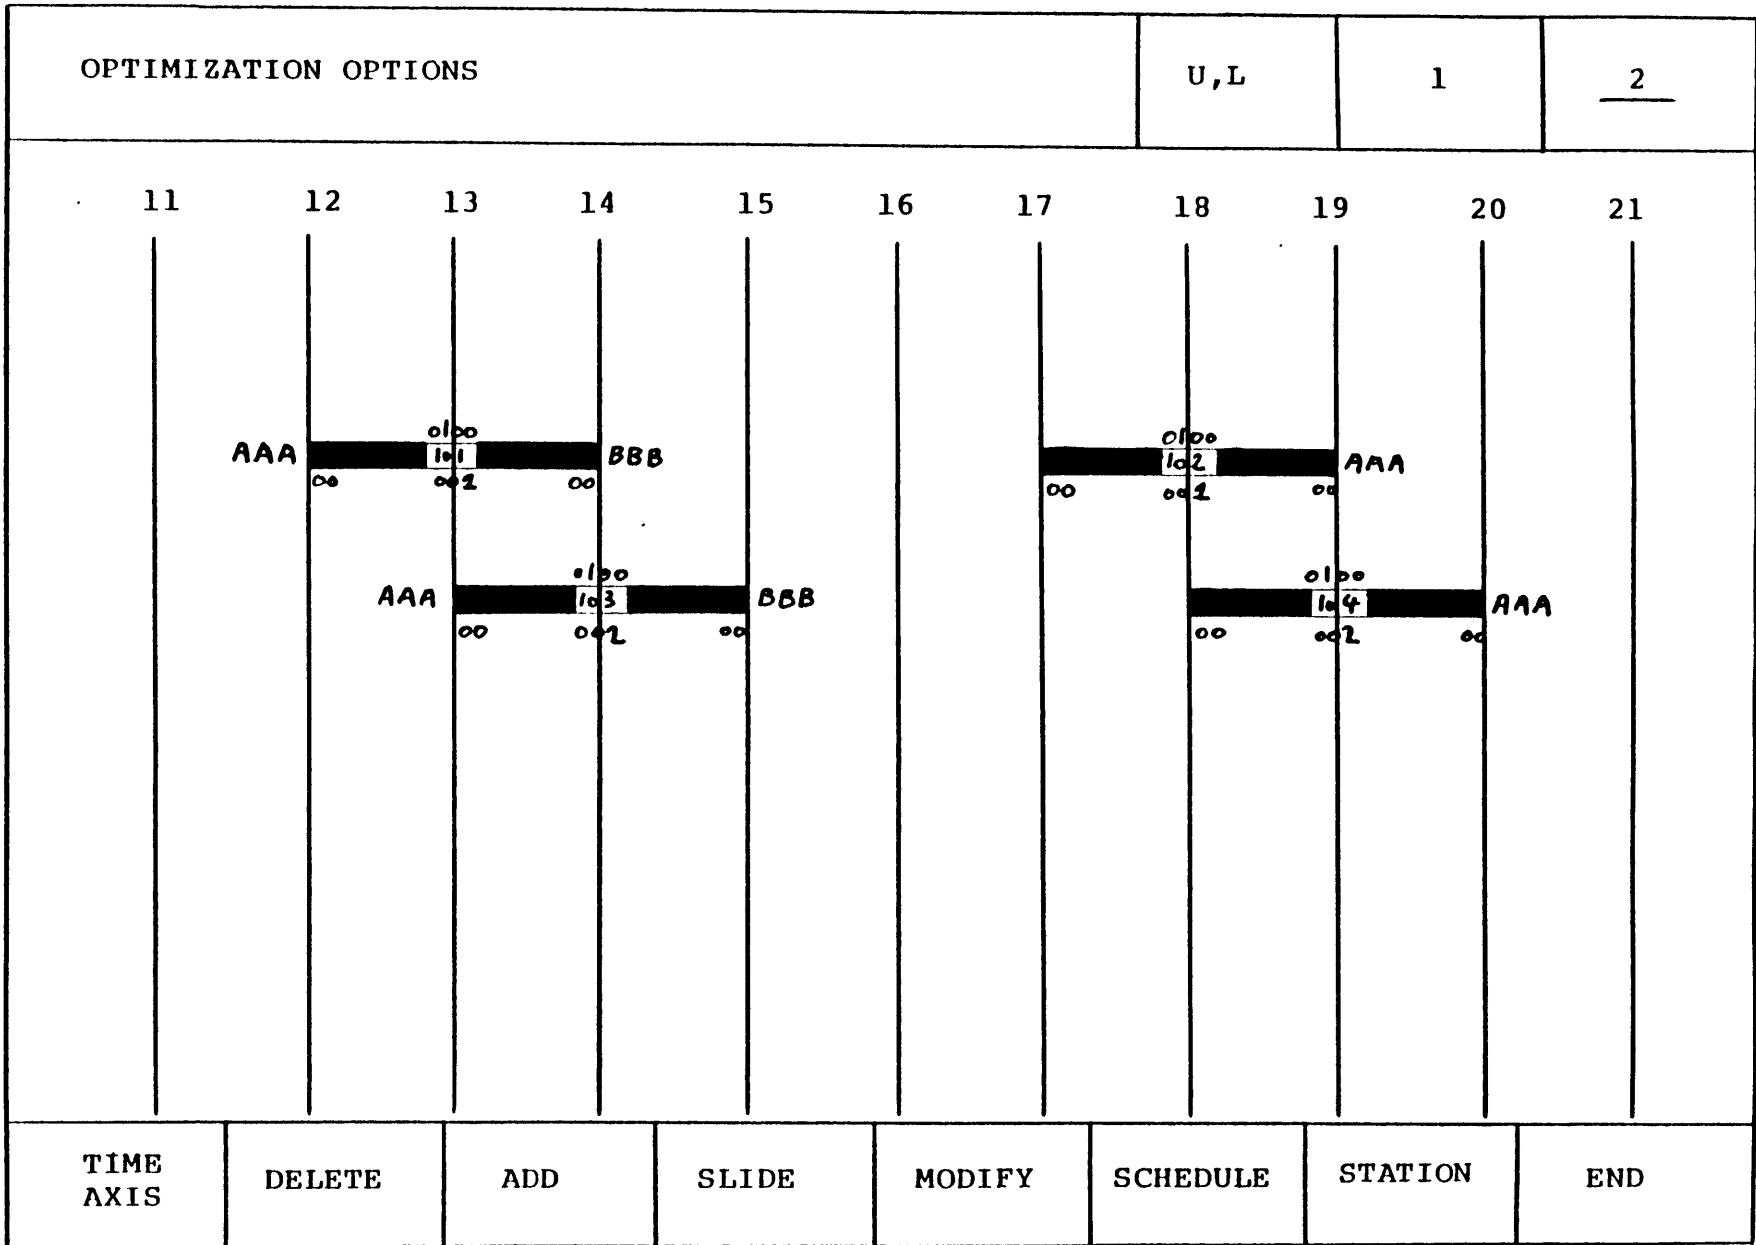 OPTIMIZATION OPTIONS U,L 1 2
11 12 13 14 15 16 17 18 19 20 21
0100 0100
AAA 101 BBB 102 AAA
00 002 00 00 002 00
0100 0100
AAA 103 BBB 104 AAA
00 002 00 00 002 00
TIME AXIS DELETE ADD SLIDE MODIFY SCHEDULE STATION END